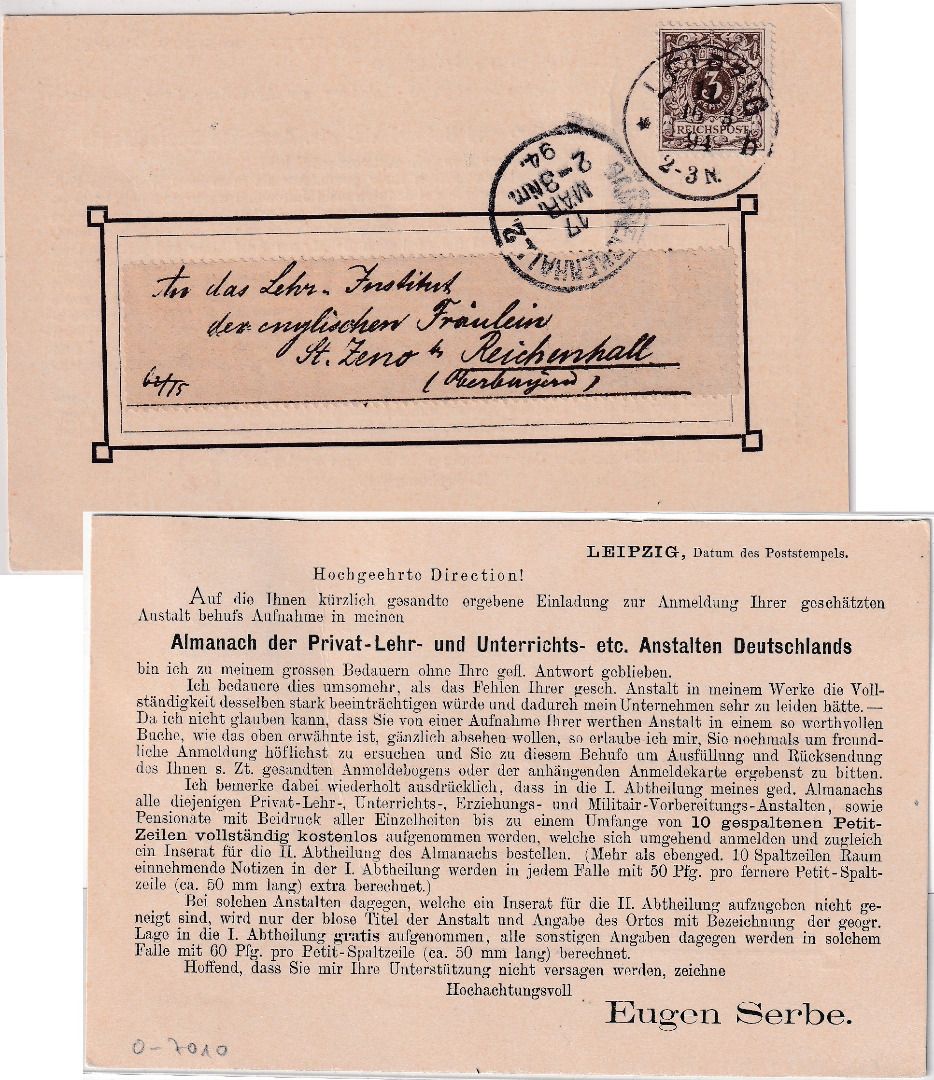 3
PFENNIG
REICHSPOST
LEIPZIG
16 3
94
b
2-3 N.
REICHENHALL 2.
17
MAR.
2-3 Nm.
94.
An das Lehr-Institut
der englischen Fräulein
St. Zeno b Reichenhall
(Oberbayern)
62/75
LEIPZIG, Datum des Poststempels.
Hochgeehrte Direction!
Auf die Ihnen kürzlich gesandte ergebene Einladung zur Anmeldung Ihrer geschätzten
Anstalt behufs Aufnahme in meinen
Almanach der Privat-Lehr- und Unterrichts- etc. Anstalten Deutschlands
bin ich zu meinem grossen Bedauern ohne Ihre gefl. Antwort geblieben.
Ich bedauere dies umsomehr, als das Fehlen Ihrer gesch. Anstalt in meinem Werke die Voll-
ständigkeit desselben stark beeinträchtigen würde und dadurch mein Unternehmen sehr zu leiden hätte. —
Da ich nicht glauben kann, dass Sie von einer Aufnahme Ihrer werthen Anstalt in einem so werthvollen
Buche, wie das oben erwähnte ist, gänzlich absehen wollen, so erlaube ich mir, Sie nochmals um freund-
liche Anmeldung höflichst zu ersuchen und Sie zu diesem Behufe um Ausfüllung und Rücksendung
des Ihnen s. Zt. gesandten Anmeldebogens oder der anhängenden Anmeldekarte ergebenst zu bitten.
Ich bemerke dabei wiederholt ausdrücklich, dass in die I. Abtheilung meines ged. Almanachs
alle diejenigen Privat-Lehr-, Unterrichts-, Erziehungs- und Militair-Vorbereitungs-Anstalten, sowie
Pensionate mit Beidruck aller Einzelheiten bis zu einem Umfange von 10 gespaltenen Petit-
Zeilen vollständig kostenlos aufgenommen werden, welche sich umgehend anmelden und zugleich
ein Inserat für die II. Abtheilung des Almanachs bestellen. (Mehr als ebenged. 10 Spaltzeilen Raum
einnehmende Notizen in der I. Abtheilung werden in jedem Falle mit 50 Pfg. pro fernere Petit-Spalt-
zeile (ca. 50 mm lang) extra berechnet.)
Bei solchen Anstalten dagegen, welche ein Inserat für die II. Abtheilung aufzugeben nicht ge-
neigt sind, wird nur der blose Titel der Anstalt und Angabe des Ortes mit Bezeichnung der geogr.
Lage in die I. Abtheilung gratis aufgenommen, alle sonstigen Angaben dagegen werden in solchem
Falle mit 60 Pfg. pro Petit-Spaltzeile (ca. 50 mm lang) berechnet.
Hoffend, dass Sie mir Ihre Unterstützung nicht versagen werden, zeichne
Hochachtungsvoll
Eugen Serbe.
O-7010